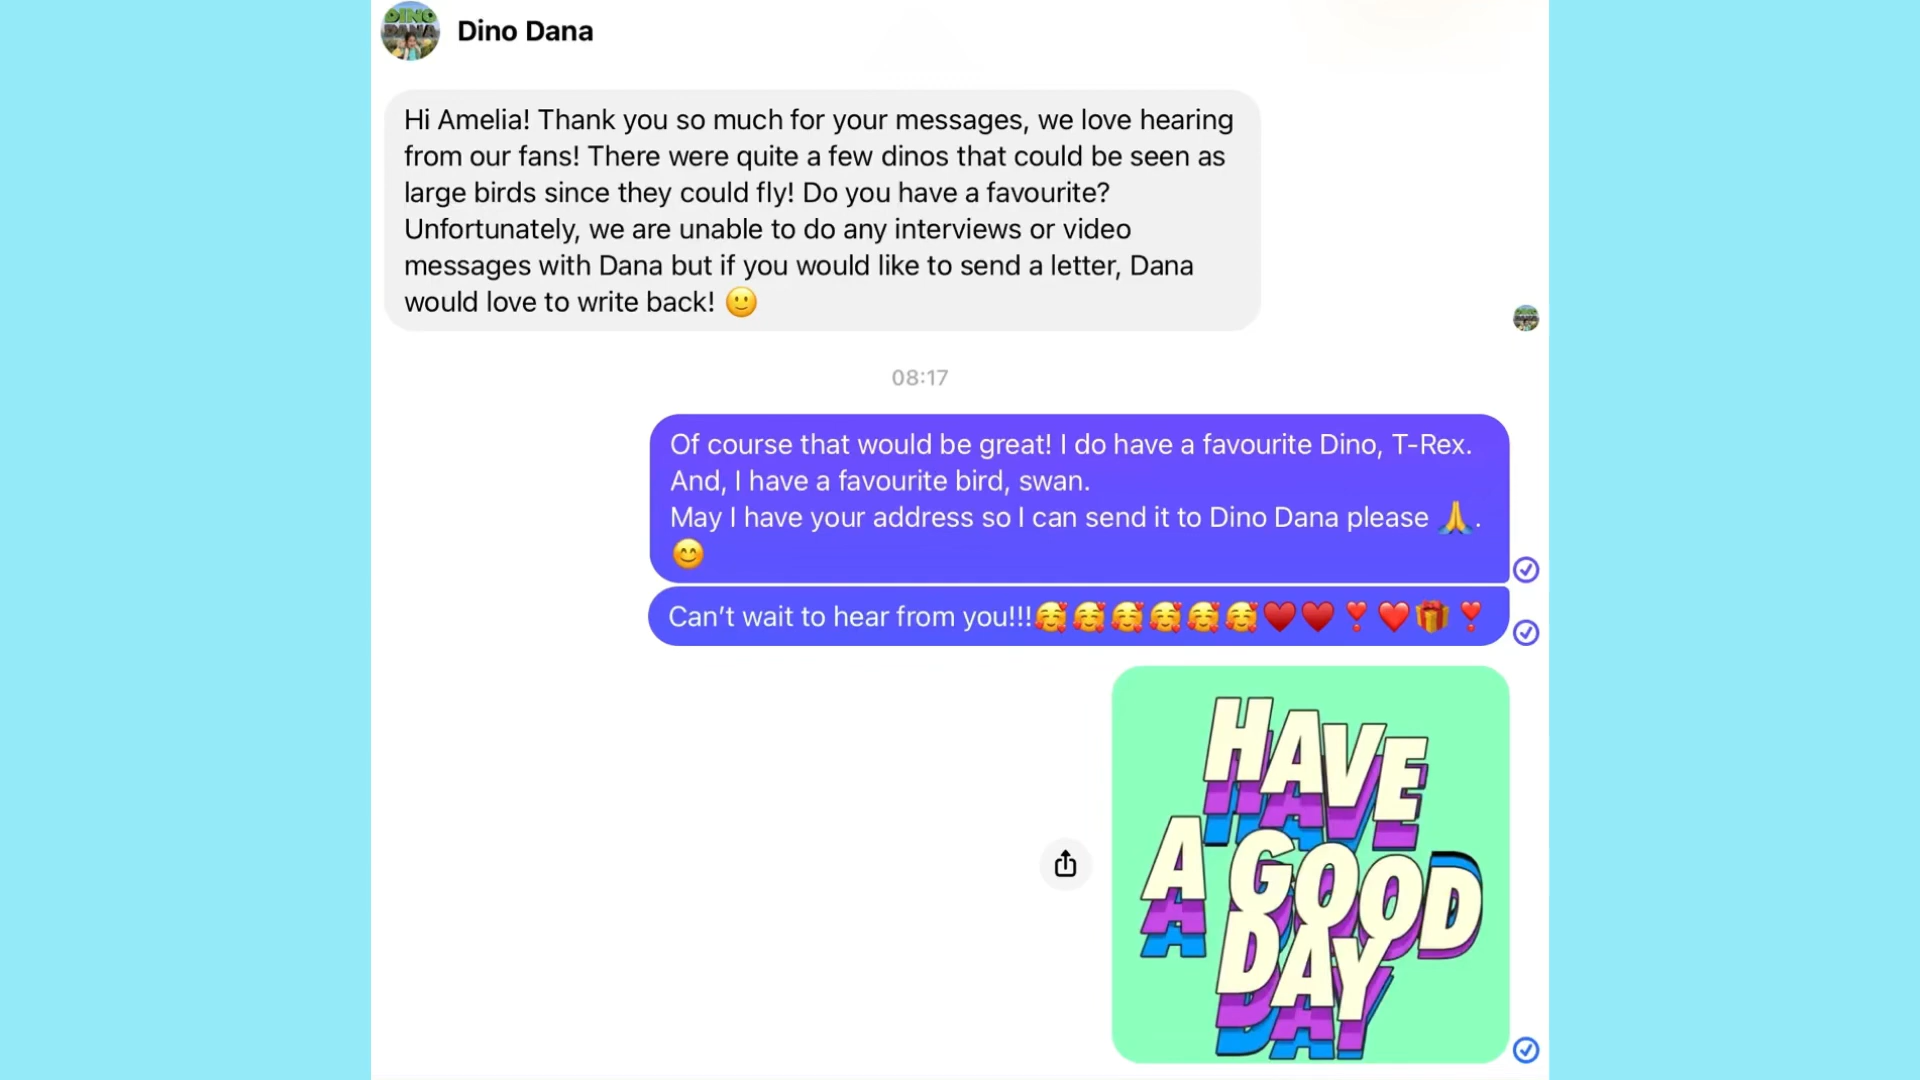 DINO
DANA
Dino Dana
Hi Amelia! Thank you so much for your messages, we love hearing
from our fans! There were quite a few dinos that could be seen as
large birds since they could fly! Do you have a favourite?
Unfortunately, we are unable to do any interviews or video
messages with Dana but if you would like to send a letter, Dana
would love to write back! 🙂
08:17
Of course that would be great! I do have a favourite Dino, T-Rex.
And, I have a favourite bird, swan.
May I have your address so I can send it to Dino Dana please 🙏.
😊
Can’t wait to hear from you!!!🥰🥰🥰🥰🥰🥰♥️♥️❣️❤️🎁❣️
HAVE
A GOOD
DAY